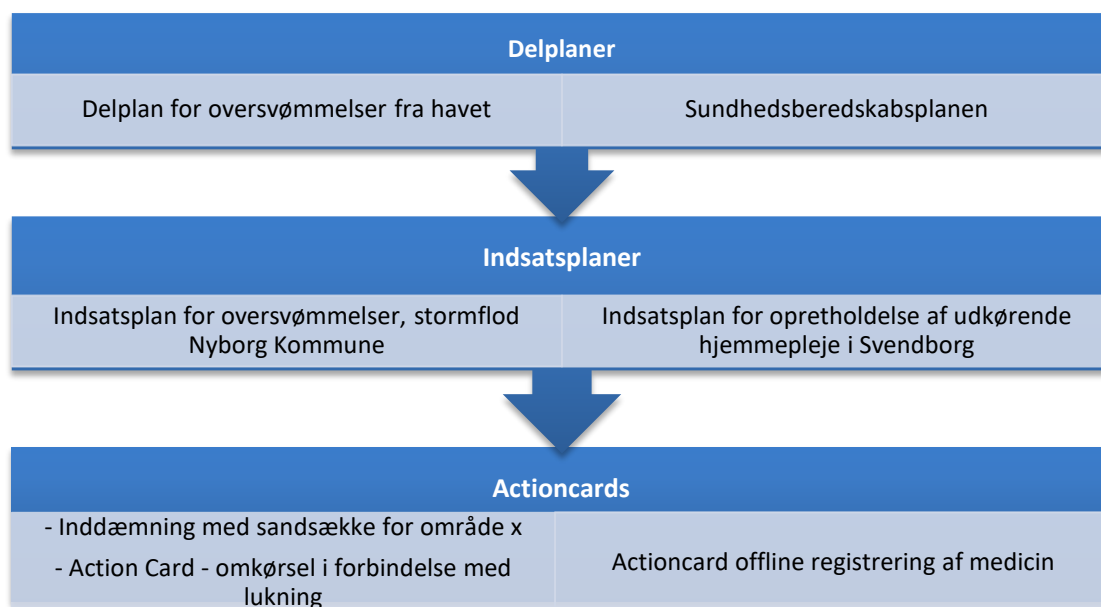 Delplaner
Delplan for oversvømmelser fra havet
Sundhedsberedskabsplanen
Indsatsplaner
Indsatsplan for oversvømmelser, stormflod
Nyborg Kommune
Indsatsplan for opretholdelse af udkørende
hjemmepleje i Svendborg
Actioncards
- Inddæmning med sandsække for område x
- Action Card - omkørsel i forbindelse med
lukning
Actioncard offline registrering af medicin